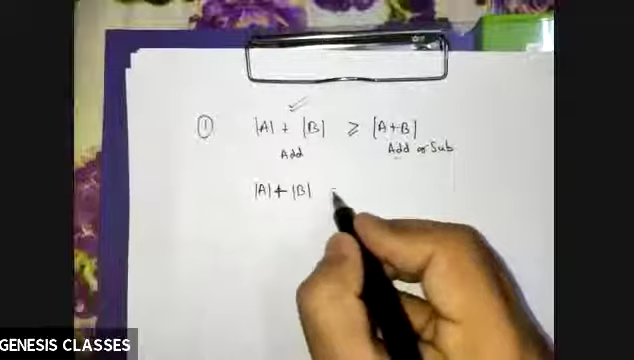 ① |A| + |B| ⩾ |A+B|
Add Add or Sub
|A|+|B|
GENESIS CLASSES